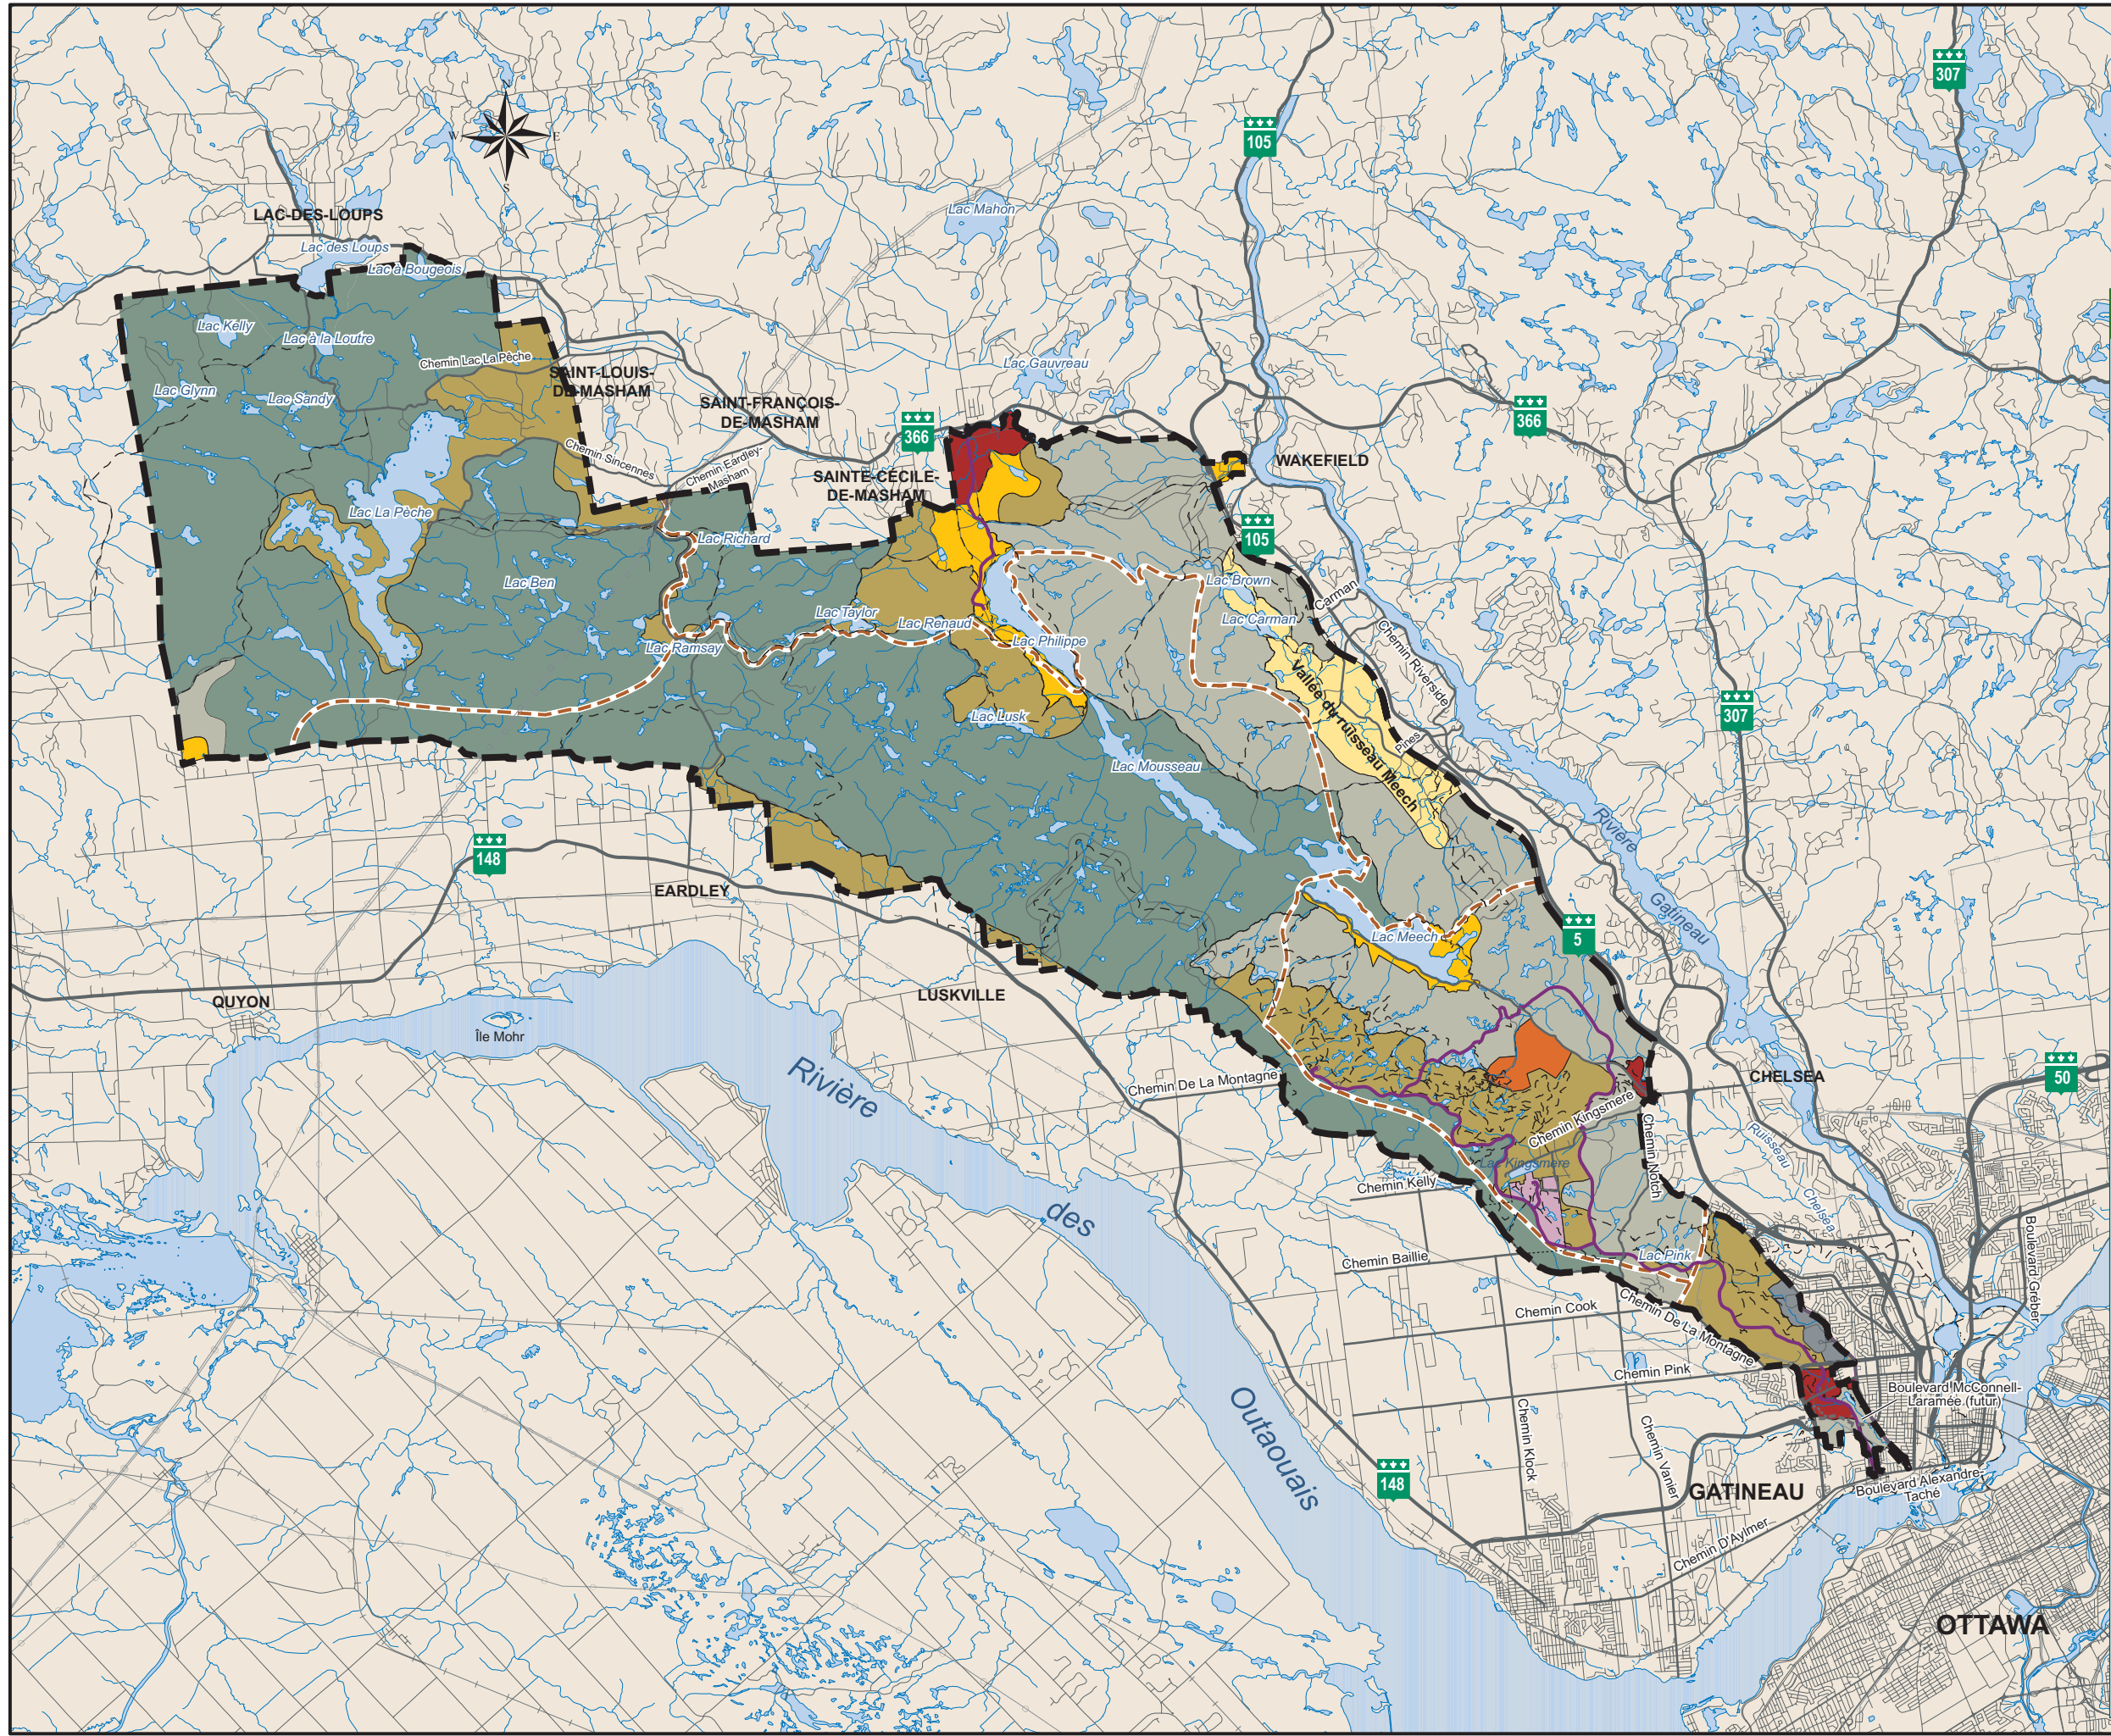 307
105
N
W
E
S
Lac Mahon
LAC-DES-LOUPS
Lac des Loups
Lac à Bougeois
Lac Kelly
Lac à la Loutre
Chemin Lac La Pêche
Lac Gauvreau
SAINT-LOUIS-
DE-MASHAM
Lac Glynn
Lac Sandy
SAINT-FRANÇOIS-
DE-MASHAM
366
366
Chemin Sincennes
Chemin Eardley-
Masham
WAKEFIELD
SAINTE-CÉCILE-
DE-MASHAM
Lac La Pêche
Lac Richard
105
Lac Ben
Lac Brown
Carman
Lac Taylor
Lac Renaud
Lac Carman
Lac Philippe
Lac Ramsay
Chemin Riverside
Vallée du ruisseau Meech
Lac Lusk
307
Pines
Lac Mousseau
148
Rivière
Gatineau
EARDLEY
5
Lac Meech
QUYON
LUSKVILLE
Île Mohr
Rivière
des
Outaouais
50
CHELSEA
Chemin De La Montagne
Chemin Kingsmere
Chemin Notch
Ruisseau
Chelsea
Lac Kingsmere
Chemin Kelly
Boulevard Gréber
Chemin Baillie
Lac Pink
Chemin Cook
Chemin De La Montagne
Chemin Pink
Boulevard McConnell-
Laramée (futur)
Chemin Klock
Chemin Vanier
148
GATINEAU
Boulevard Alexandre-
Taché
Chemin D'Aylmer
OTTAWA